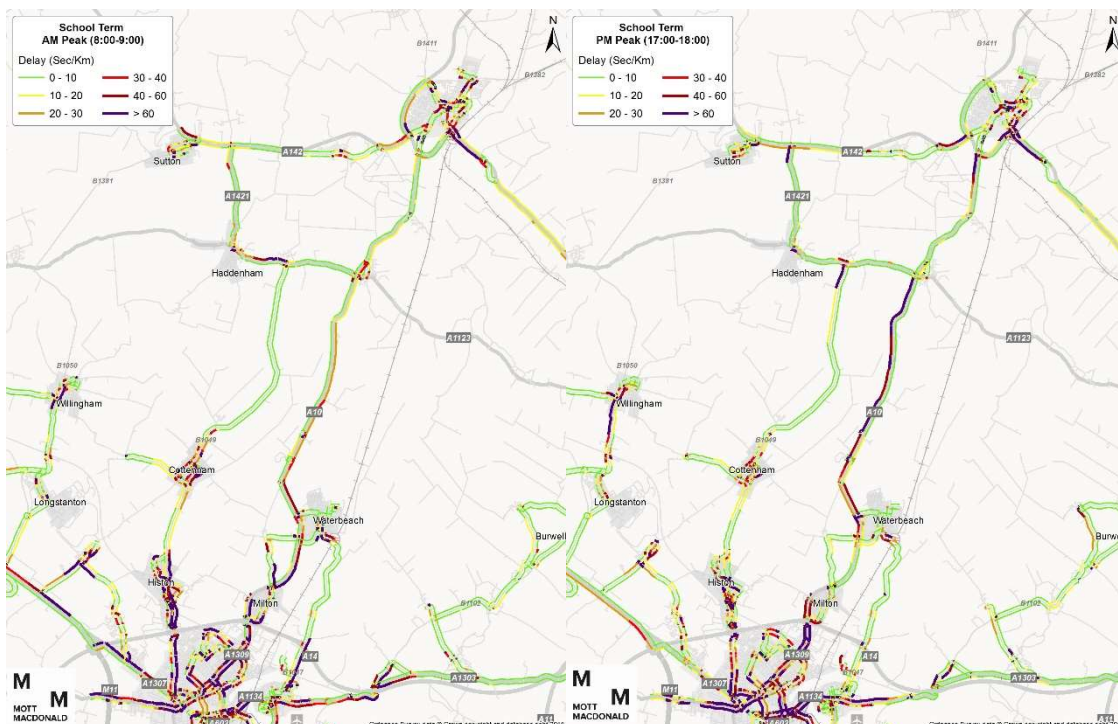 School Term
AM Peak (8:00-9:00)
Delay (Sec/Km)
0 - 10
10 - 20
20 - 30
30 - 40
40 - 60
> 60
N
B1411
B1382
Sutton
A142
B1381
A1421
Haddenham
A1123
B1050
Willingham
A10
B1049
Cottenham
Longstanton
Waterbeach
Burwell
Histon
Milton
B1102
A1309
A14
A1307
M11
A1134
A1303
M
M
MOTT
MACDONALD
School Term
PM Peak (17:00-18:00)
Delay (Sec/Km)
0 - 10
10 - 20
20 - 30
30 - 40
40 - 60
> 60
N
B1411
B1382
Sutton
A142
B1381
A1421
Haddenham
A1123
B1050
Willingham
A10
B1049
Cottenham
Longstanton
Waterbeach
Burwell
Histon
Milton
B1102
A1309
A14
A1307
M11
A1134
A1303
M
M
MOTT
MACDONALD